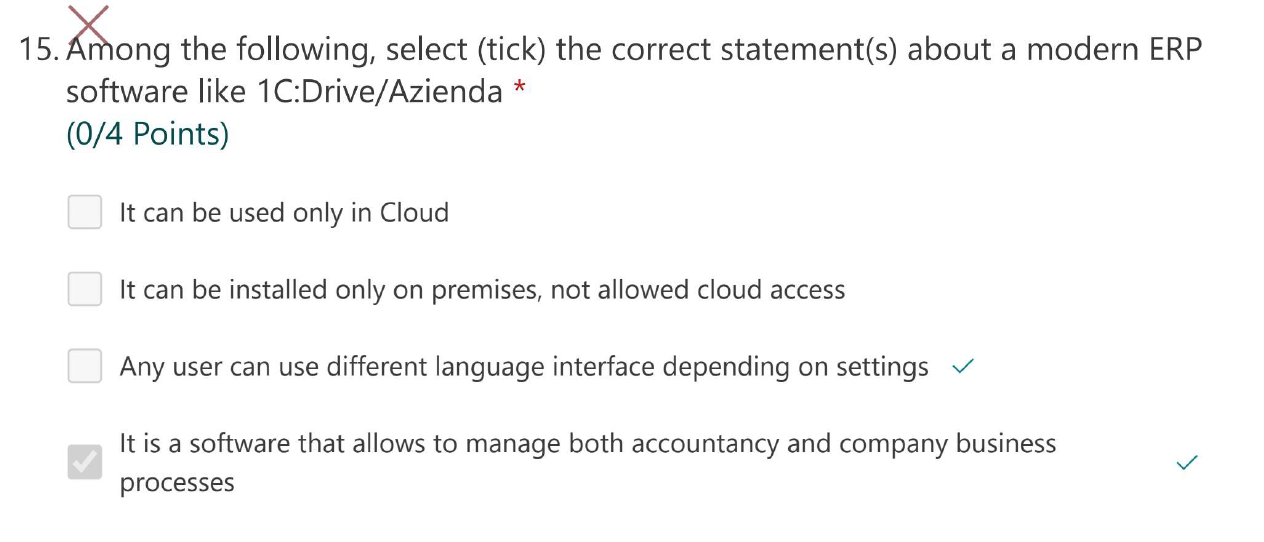 15. Among the following, select (tick) the correct statement(s) about a modern ERP
software like 1C:Drive/Azienda *
(0/4 Points)
It can be used only in Cloud
It can be installed only on premises, not allowed cloud access
Any user can use different language interface depending on settings
It is a software that allows to manage both accountancy and company business
processes